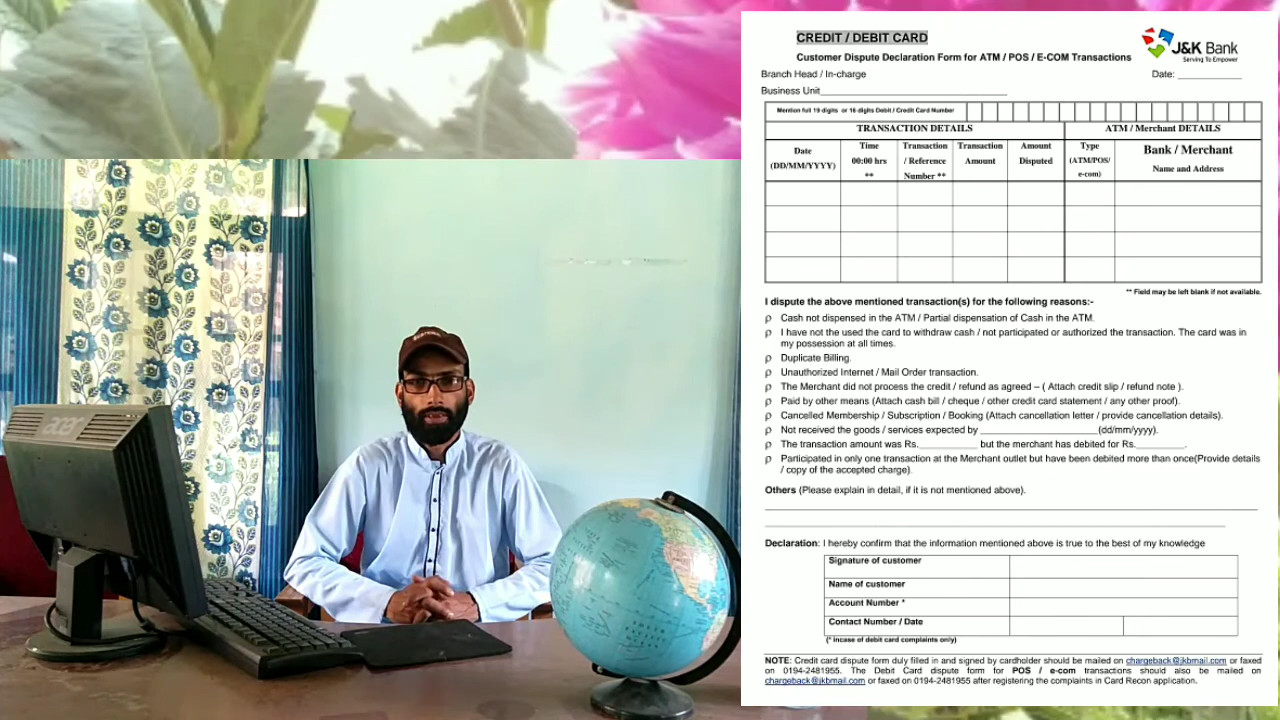 CREDIT / DEBIT CARD
J&K Bank
Serving To Empower
Customer Dispute Declaration Form for ATM / POS / E-COM Transactions
Branch Head / In-charge
Date: ____________
Business Unit__________________________________
Mention full 19 digits or 16 digits Debit / Credit Card Number
TRANSACTION DETAILS
ATM / Merchant DETAILS
Date
(DD/MM/YYYY)
Time
00:00 hrs
**
Transaction
/ Reference
Number **
Transaction
Amount
Amount
Disputed
Type
(ATM/POS/
e-com)
Bank / Merchant
Name and Address
** Field may be left blank if not available.
I dispute the above mentioned transaction(s) for the following reasons:-
ρ Cash not dispensed in the ATM / Partial dispensation of Cash in the ATM.
ρ I have not the used the card to withdraw cash / not participated or authorized the transaction. The card was in
my possession at all times.
ρ Duplicate Billing.
ρ Unauthorized Internet / Mail Order transaction.
ρ The Merchant did not process the credit / refund as agreed – ( Attach credit slip / refund note ).
ρ Paid by other means (Attach cash bill / cheque / other credit card statement / any other proof).
ρ Cancelled Membership / Subscription / Booking (Attach cancellation letter / provide cancellation details).
ρ Not received the goods / services expected by ______________________(dd/mm/yyyy).
ρ The transaction amount was Rs.___________ but the merchant has debited for Rs._________.
ρ Participated in only one transaction at the Merchant outlet but have been debited more than once(Provide details
/ copy of the accepted charge).
Others (Please explain in detail, if it is not mentioned above).
Declaration: I hereby confirm that the information mentioned above is true to the best of my knowledge
Signature of customer
Name of customer
Account Number *
Contact Number / Date
(* Incase of debit card complaints only)
NOTE: Credit card dispute form duly filled in and signed by cardholder should be mailed on chargeback@jkbmail.com or faxed
on 0194-2481955. The Debit Card dispute form for POS / e-com transactions should also be mailed on
chargeback@jkbmail.com or faxed on 0194-2481955 after registering the complaints in Card Recon application.
acer